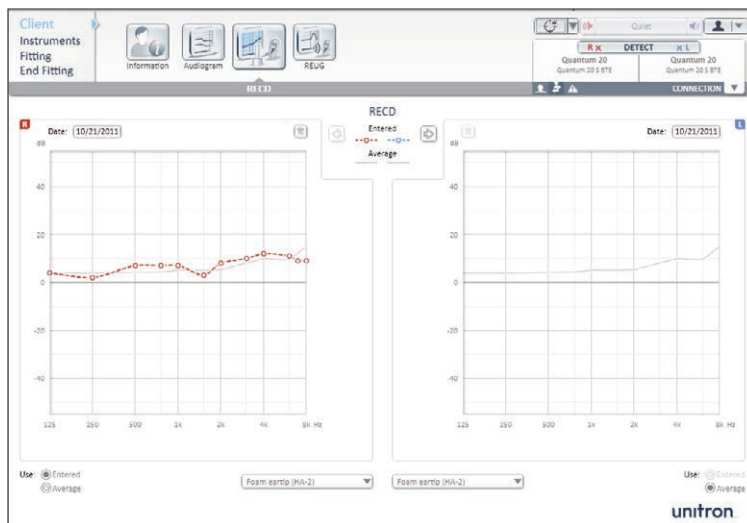 Client
Instruments
Fitting
End Fitting
Information
Audiogram
REUG
RECD
Quiet
R X DETECT X L
Quantum 20
Quantum 20 S BTE
Quantum 20
Quantum 20 S BTE
CONNECTION
RECD
R
Date: 10/21/2011
Entered
Average
Date: 10/21/2011
L
dB
40
20
0
-20
-40
125 250 500 1k 2k 4k 8k Hz
dB
40
20
0
-20
-40
125 250 500 1k 2k 4k 8k Hz
Use: Entered
Average
Foam eartip (HA-2)
Foam eartip (HA-2)
Use: Entered
Average
unitron